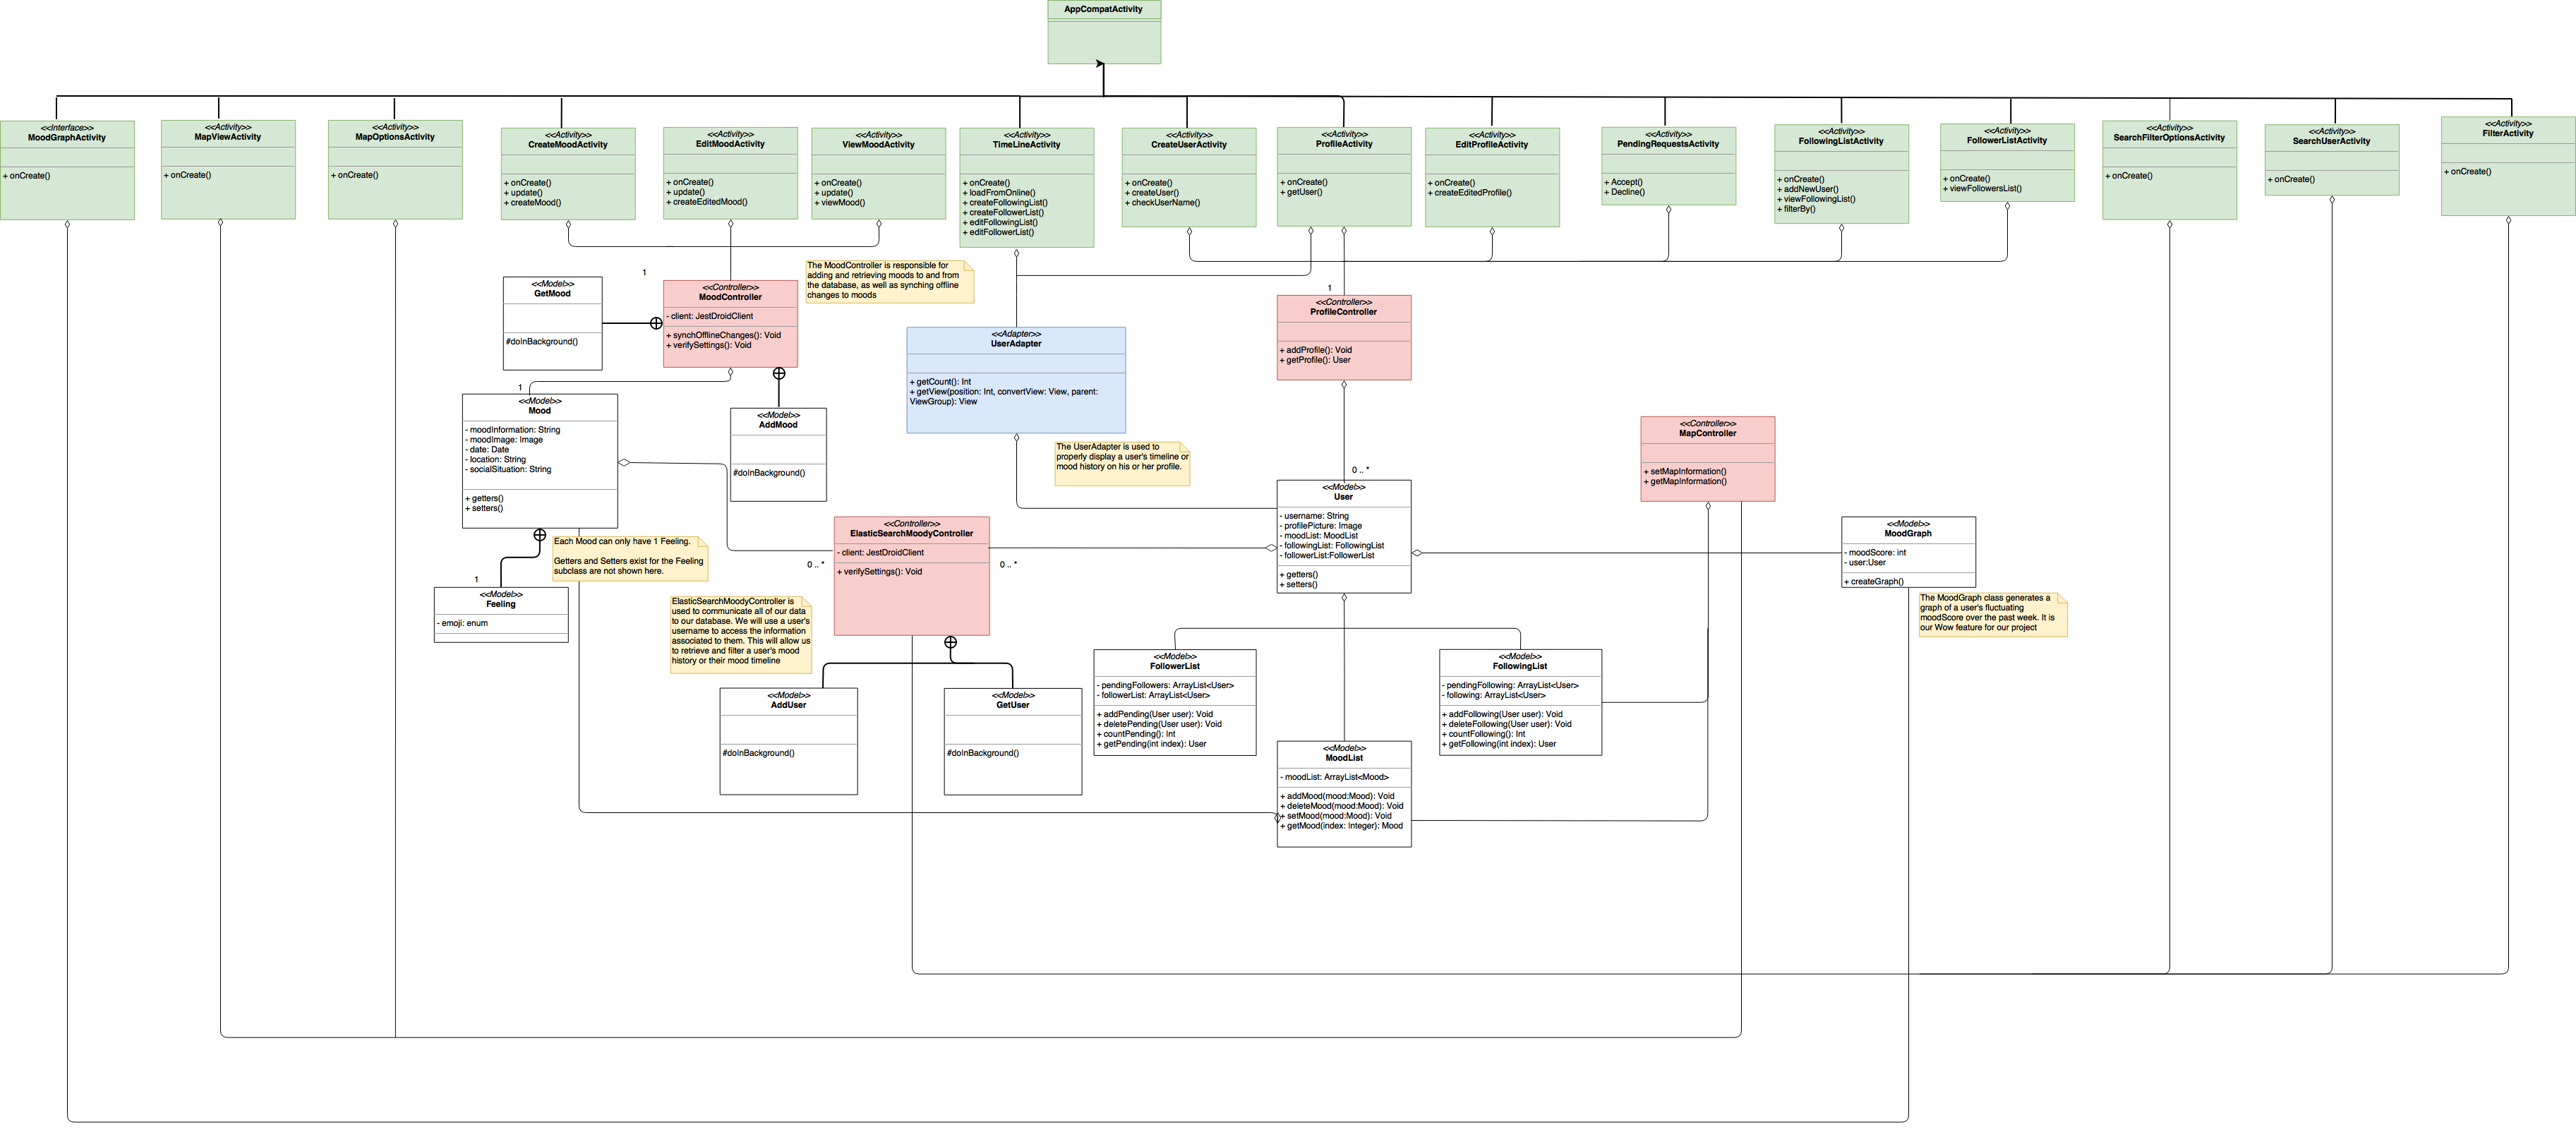 AppCompatActivity
<<Interface>>
MoodGraphActivity
+ onCreate()
<<Activity>>
MapViewActivity
+ onCreate()
<<Activity>>
MapOptionsActivity
+ onCreate()
<<Activity>>
CreateMoodActivity
+ onCreate()
+ update()
+ createMood()
<<Activity>>
EditMoodActivity
+ onCreate()
+ update()
+ createEditedMood()
<<Activity>>
ViewMoodActivity
+ onCreate()
+ update()
+ viewMood()
<<Activity>>
TimeLineActivity
+ onCreate()
+ loadFromOnline()
+ createFollowingList()
+ createFollowerList()
+ editFollowingList()
+ editFollowerList()
<<Activity>>
CreateUserActivity
+ onCreate()
+ createUser()
+ checkUserName()
<<Activity>>
ProfileActivity
+ onCreate()
+ getUser()
<<Activity>>
EditProfileActivity
+ onCreate()
+ createEditedProfile()
<<Activity>>
PendingRequestsActivity
+ Accept()
+ Decline()
<<Activity>>
FollowingListActivity
+ onCreate()
+ addNewUser()
+ viewFollowingList()
+ filterBy()
<<Activity>>
FollowerListActivity
+ onCreate()
+ viewFollowersList()
<<Activity>>
SearchFilterOptionsActivity
+ onCreate()
<<Activity>>
SearchUserActivity
+ onCreate()
<<Activity>>
FilterActivity
+ onCreate()
<<Model>>
GetMood
#doInBackground()
1
<<Controller>>
MoodController
- client: JestDroidClient
+ synchOfflineChanges(): Void
+ verifySettings(): Void
The MoodController is responsible for
adding and retrieving moods to and from
the database, as well as synching offline
changes to moods
1
<<Controller>>
ProfileController
+ addProfile(): Void
+ getProfile(): User
<<Adapter>>
UserAdapter
+ getCount(): Int
+ getView(position: Int, convertView: View, parent:
ViewGroup): View
1
<<Model>>
Mood
- moodInformation: String
- moodImage: Image
- date: Date
- location: String
- socialSituation: String
+ getters()
+ setters()
<<Model>>
AddMood
#doInBackground()
The UserAdapter is used to
properly display a user's timeline or
mood history on his or her profile.
<<Controller>>
MapController
+ setMapInformation()
+ getMapInformation()
0 .. *
<<Model>>
User
- username: String
- profilePicture: Image
- moodList: MoodList
- followingList: FollowingList
- followerList:FollowerList
+ getters()
+ setters()
<<Controller>>
ElasticSearchMoodyController
- client: JestDroidClient
+ verifySettings(): Void
0 .. *
0 .. *
<<Model>>
MoodGraph
- moodScore: int
- user:User
+ createGraph()
The MoodGraph class generates a
graph of a user's fluctuating
moodScore over the past week. It is
our Wow feature for our project
Each Mood can only have 1 Feeling.
Getters and Setters exist for the Feeling
subclass are not shown here.
1
<<Model>>
Feeling
- emoji: enum
ElasticSearchMoodyController is
used to communicate all of our data
to our database. We will use a user's
username to access the information
associated to them. This will allow us
to retrieve and filter a user's mood
history or their mood timeline
<<Model>>
AddUser
#doInBackground()
<<Model>>
GetUser
#doInBackground()
<<Model>>
FollowerList
- pendingFollowers: ArrayList<User>
- followerList: ArrayList<User>
+ addPending(User user): Void
+ deletePending(User user): Void
+ countPending(): Int
+ getPending(int index): User
<<Model>>
FollowingList
- pendingFollowing: ArrayList<User>
- following: ArrayList<User>
+ addFollowing(User user): Void
+ deleteFollowing(User user): Void
+ countFollowing(): Int
+ getFollowing(int index): User
<<Model>>
MoodList
- moodList: ArrayList<Mood>
+ addMood(mood:Mood): Void
+ deleteMood(mood:Mood): Void
+ setMood(mood:Mood): Void
+ getMood(index: Integer): Mood